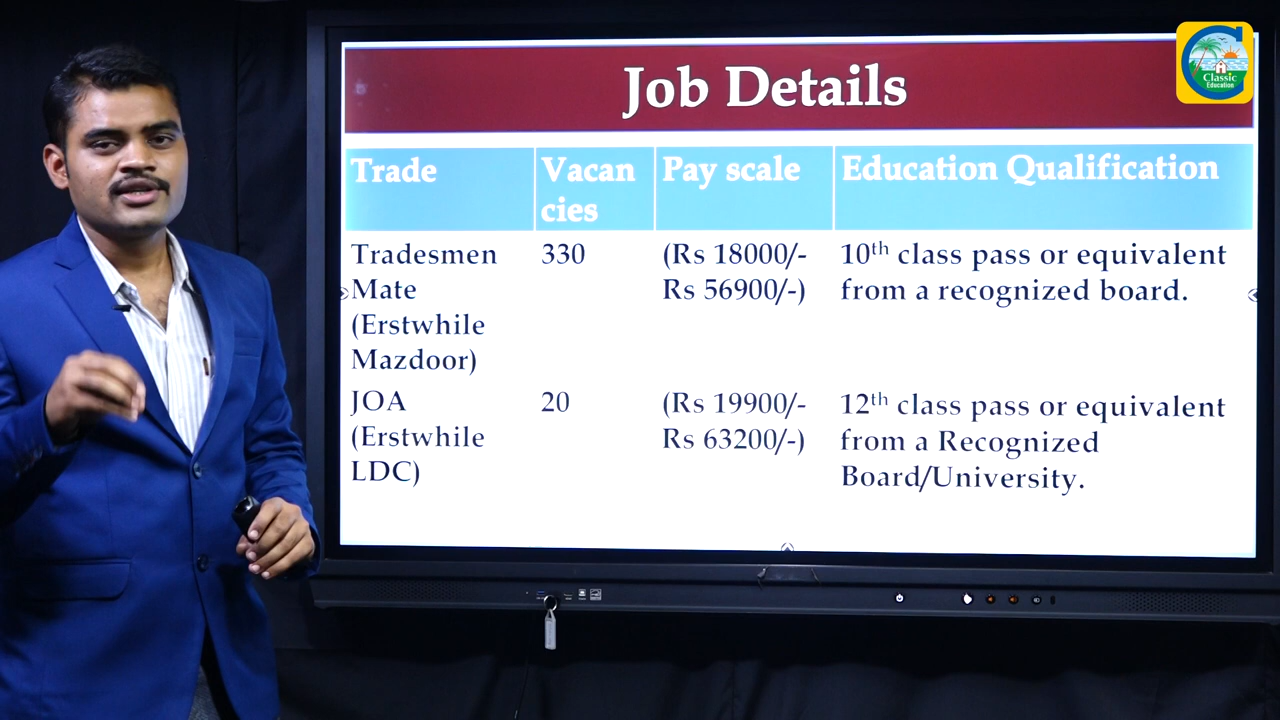 Job Details
Classic
Education
Trade
Vacan
cies
Pay scale
Education Qualification
Tradesmen
Mate
(Erstwhile
Mazdoor)
330
(Rs 18000/-
Rs 56900/-)
10th class pass or equivalent
from a recognized board.
JOA
(Erstwhile
LDC)
20
(Rs 19900/-
Rs 63200/-)
12th class pass or equivalent
from a Recognized
Board/University.